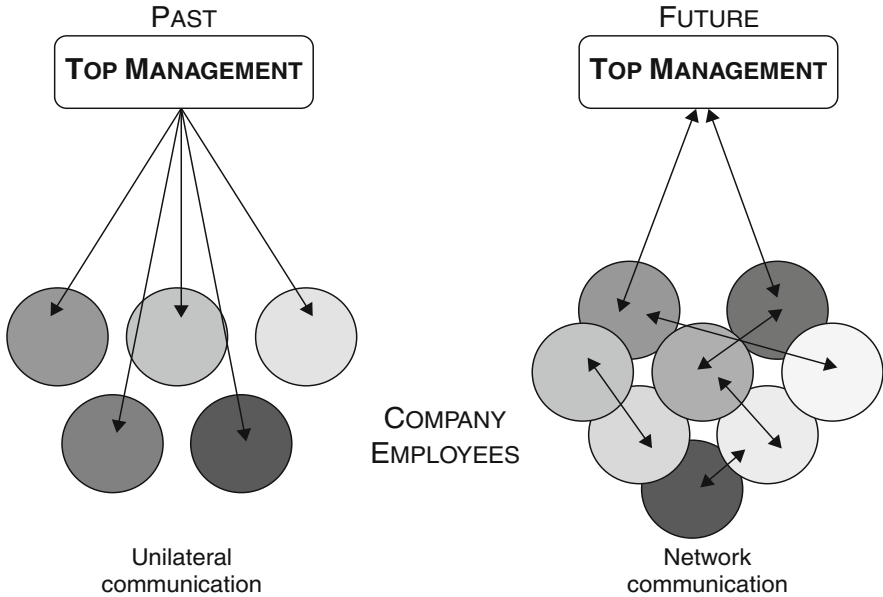 PAST
TOP MANAGEMENT
FUTURE
TOP MANAGEMENT
COMPANY
EMPLOYEES
Unilateral
communication
Network
communication